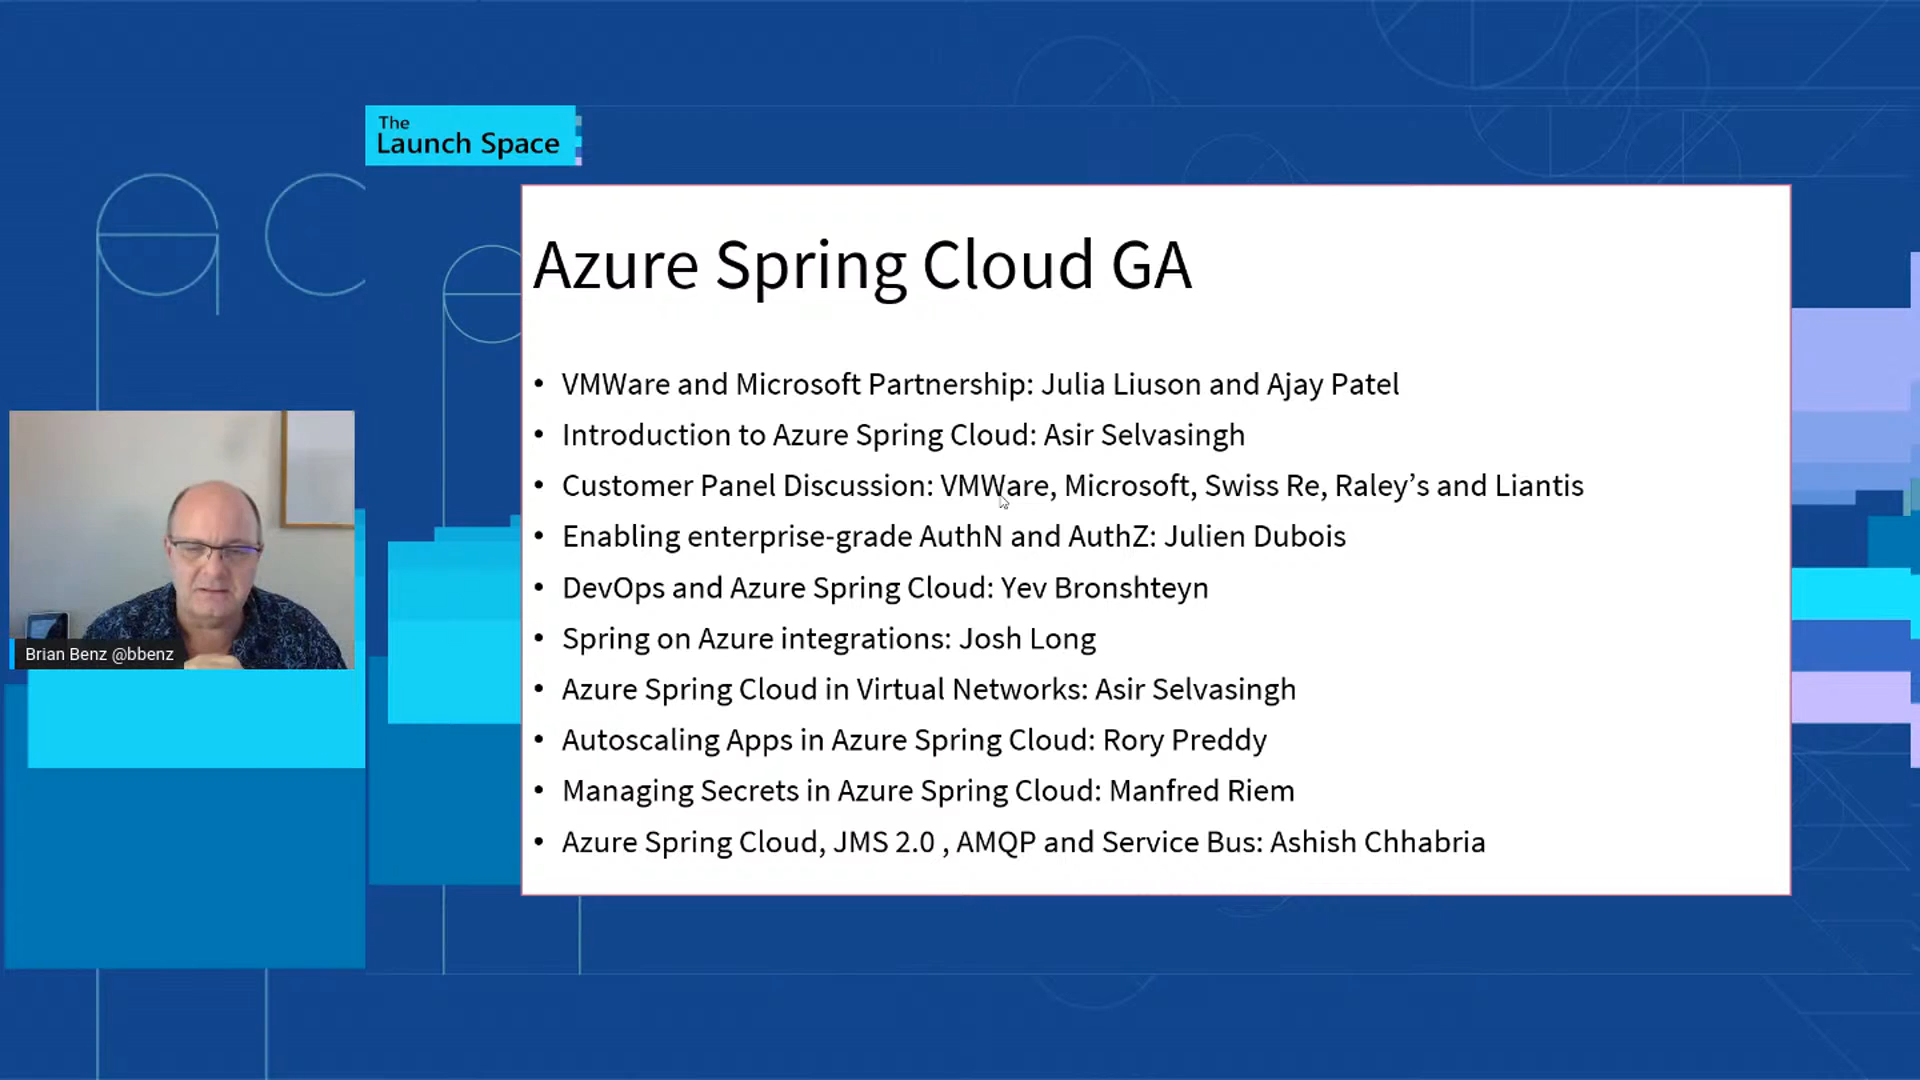 The
Launch Space
Azure Spring Cloud GA
• VMWare and Microsoft Partnership: Julia Liuson and Ajay Patel
• Introduction to Azure Spring Cloud: Asir Selvasingh
• Customer Panel Discussion: VMWare, Microsoft, Swiss Re, Raley’s and Liantis
• Enabling enterprise-grade AuthN and AuthZ: Julien Dubois
• DevOps and Azure Spring Cloud: Yev Bronshteyn
• Spring on Azure integrations: Josh Long
• Azure Spring Cloud in Virtual Networks: Asir Selvasingh
• Autoscaling Apps in Azure Spring Cloud: Rory Preddy
• Managing Secrets in Azure Spring Cloud: Manfred Riem
• Azure Spring Cloud, JMS 2.0 , AMQP and Service Bus: Ashish Chhabria
Brian Benz @bbenz